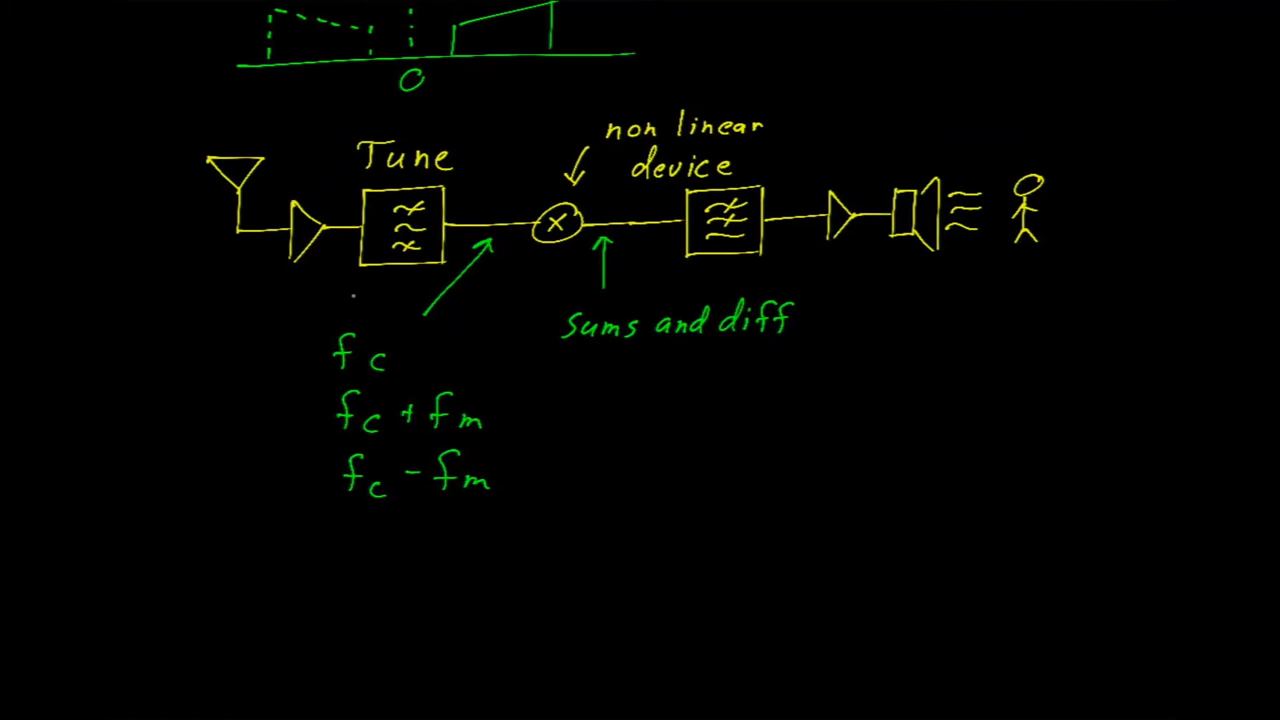 0
non linear
device
Tune
sums and diff
fc
fc + fm
fc - fm